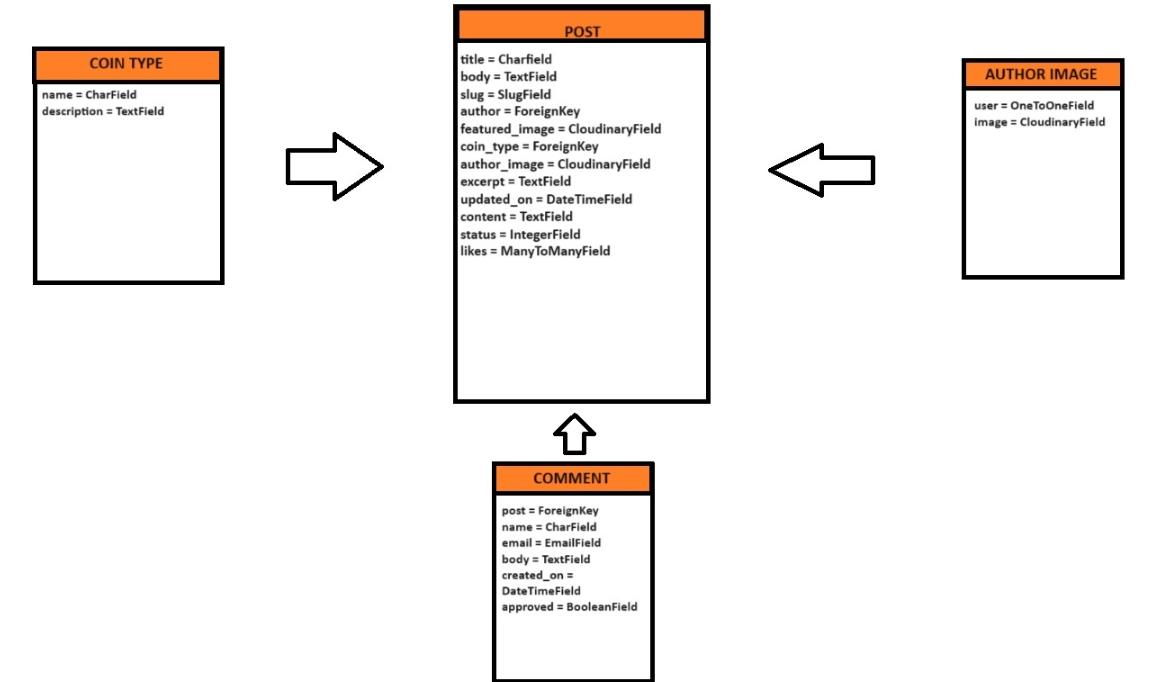 COIN TYPE
name = CharField
description = TextField
POST
title = Charfield
body = TextField
slug = SlugField
author = ForeignKey
featured_image = CloudinaryField
coin_type = ForeignKey
author_image = CloudinaryField
excerpt = TextField
updated_on = DateTimeField
content = TextField
status = IntegerField
likes = ManyToManyField
AUTHOR IMAGE
user = OneToOneField
image = CloudinaryField
COMMENT
post = ForeignKey
name = CharField
email = EmailField
body = TextField
created_on =
DateTimeField
approved = BooleanField